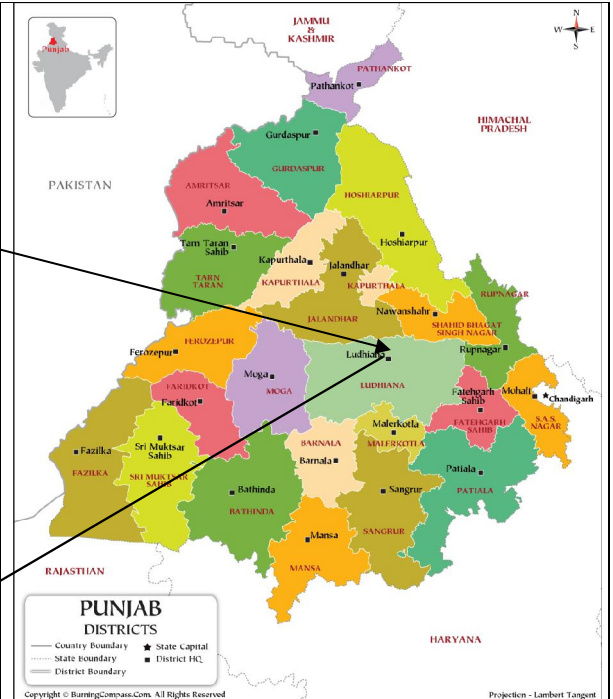 JAMMU
&
KASHMIR
N
W E
S
Punjab
PATHANKOT
Pathankot
HIMACHAL
PRADESH
Gurdaspur
GURDASPUR
PAKISTAN
AMRITSAR
Amritsar
HOSHIARPUR
Hoshiarpur
Tarn Taran
Sahib
TARN
TARAN
Kapurthala
KAPURTHALA
Jalandhar
KAPURTHALA
JALANDHAR
RUPNAGAR
Nawanshahr
SHAHID BHAGAT
SINGH NAGAR
Rupnagar
FEROZEPUR
Ferozepur
Ludhiana
LUDHIANA
Moga
MOGA
FARIDKOT
Faridkot
Fatehgarh
Sahib
FATEHGARH
SAHIB
Mohali
Chandigarh
S.A.S.
NAGAR
Malerkotla
MALERKOTLA
BARNALA
Barnala
Fazilka
FAZILKA
Sri Muktsar
Sahib
SRI MUKTSAR
SAHIB
Bathinda
BATHINDA
Sangrur
SANGRUR
Patiala
PATIALA
Mansa
MANSA
RAJASTHAN
HARYANA
PUNJAB
DISTRICTS
Country Boundary
State Boundary
District Boundary
State Capital
District HQ
Copyright © BurningCompass.Com. All Rights Reserved
Projection - Lambert Tangent